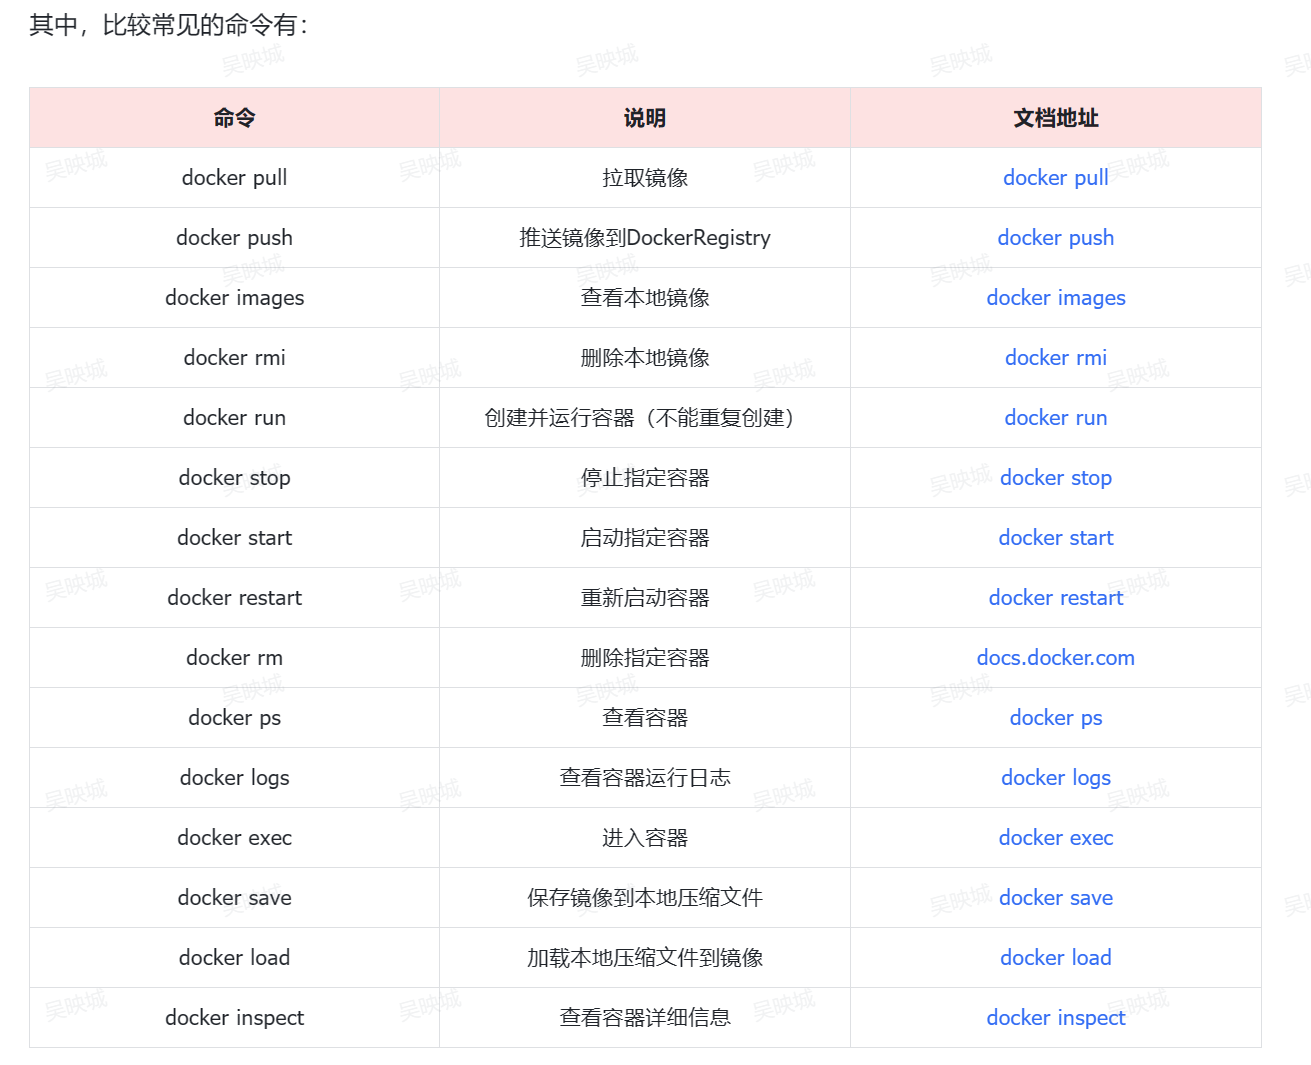 其中，比较常见的命令有：
命令 说明 文档地址
docker pull 拉取镜像 docker pull
docker push 推送镜像到DockerRegistry docker push
docker images 查看本地镜像 docker images
docker rmi 删除本地镜像 docker rmi
docker run 创建并运行容器（不能重复创建） docker run
docker stop 停止指定容器 docker stop
docker start 启动指定容器 docker start
docker restart 重新启动容器 docker restart
docker rm 删除指定容器 docs.docker.com
docker ps 查看容器 docker ps
docker logs 查看容器运行日志 docker logs
docker exec 进入容器 docker exec
docker save 保存镜像到本地压缩文件 docker save
docker load 加载本地压缩文件到镜像 docker load
docker inspect 查看容器详细信息 docker inspect
吴映城